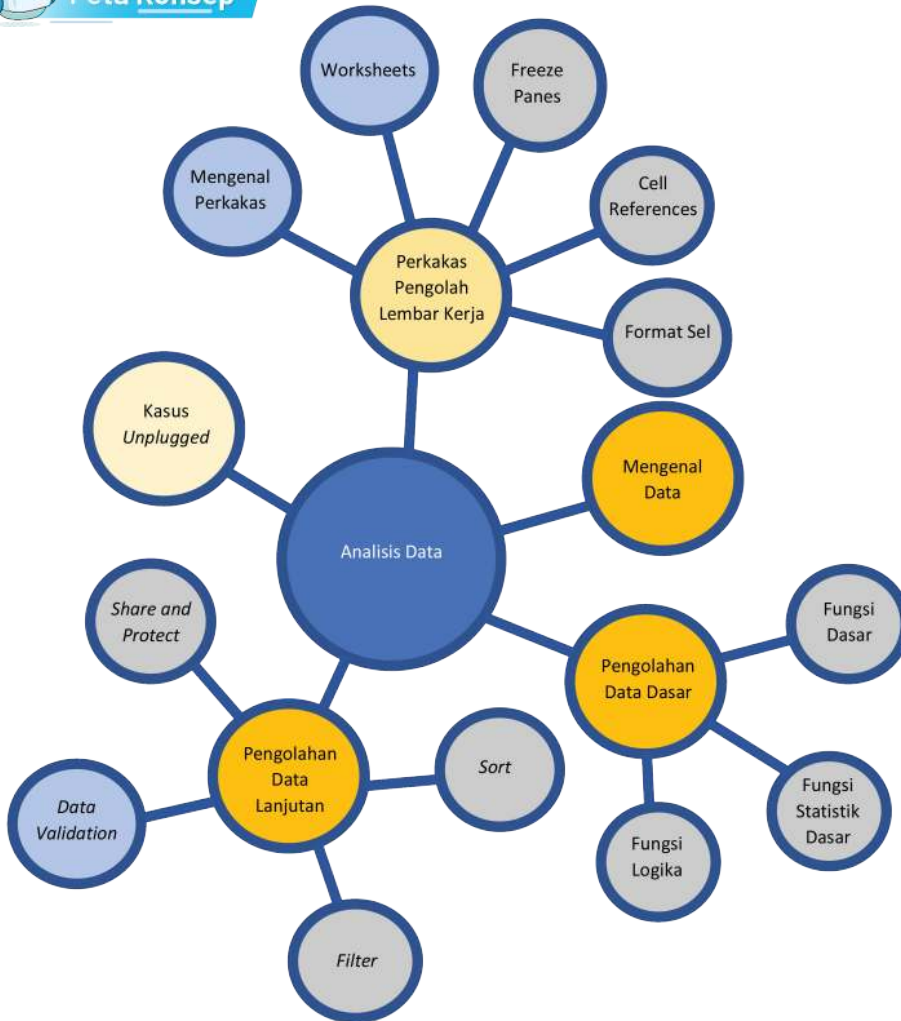 Peta Konsep
Worksheets
Freeze
Panes
Mengenal
Perkakas
Cell
References
Perkakas
Pengolah
Lembar Kerja
Format Sel
Kasus
Unplugged
Mengenal
Data
Analisis Data
Share and
Protect
Fungsi
Dasar
Pengolahan
Data Dasar
Pengolahan
Data
Lanjutan
Sort
Data
Validation
Fungsi
Statistik
Dasar
Fungsi
Logika
Filter